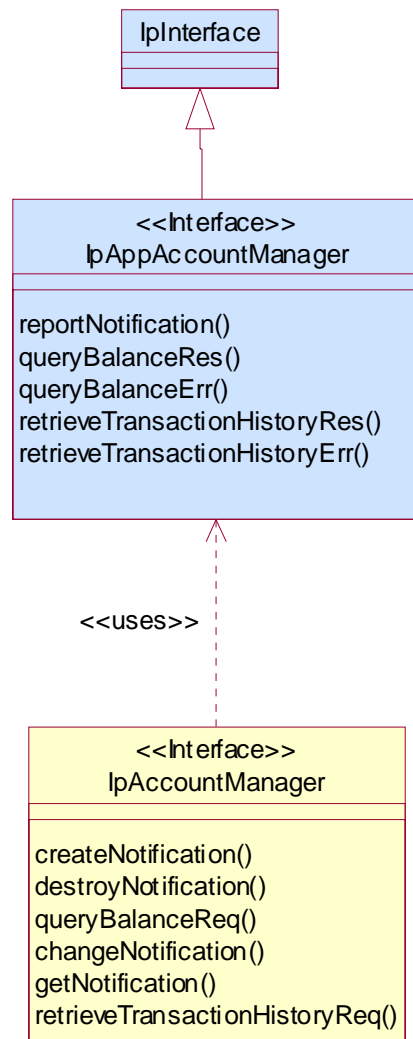 IpInterface
<<Interface>>
IpAppAccountManager
reportNotification()
queryBalanceRes()
queryBalanceErr()
retrieveTransactionHistoryRes()
retrieveTransactionHistoryErr()
<<uses>>
<<Interface>>
IpAccountManager
createNotification()
destroyNotification()
queryBalanceReq()
changeNotification()
getNotification()
retrieveTransactionHistoryReq()